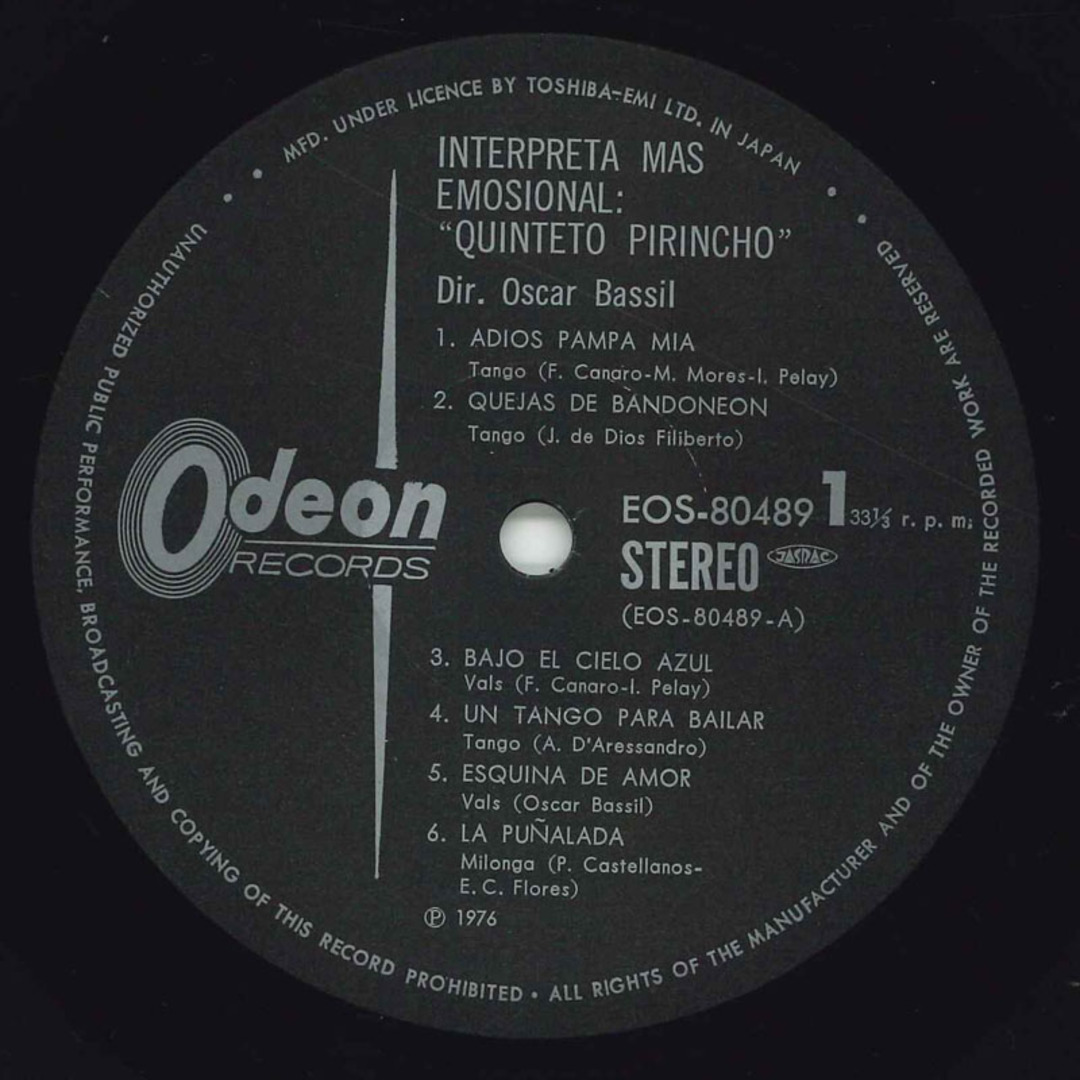 MFD. UNDER LICENCE BY TOSHIBA-EMI LTD. IN JAPAN
INTERPRETA MAS
EMOSIONAL:
“QUINTETO PIRINCHO”
Dir. Oscar Bassil
1. ADIOS PAMPA MIA
Tango (F. Canaro-M. Mores-I. Pelay)
2. QUEJAS DE BANDONEON
Tango (J. de Dios Filiberto)
Odeon
RECORDS
EOS-80489 1 33⅓ r. p. m.
STEREO JASRAC
(EOS-80489-A)
3. BAJO EL CIELO AZUL
Vals (F. Canaro-I. Pelay)
4. UN TANGO PARA BAILAR
Tango (A. D'Aressandro)
5. ESQUINA DE AMOR
Vals (Oscar Bassil)
6. LA PUÑALADA
Milonga (P. Castellanos-
E. C. Flores)
℗ 1976
UNAUTHORIZED PUBLIC PERFORMANCE, BROADCASTING AND COPYING OF THIS RECORD PROHIBITED • ALL RIGHTS OF THE MANUFACTURER AND OF THE OWNER OF THE RECORDED WORK ARE RESERVED